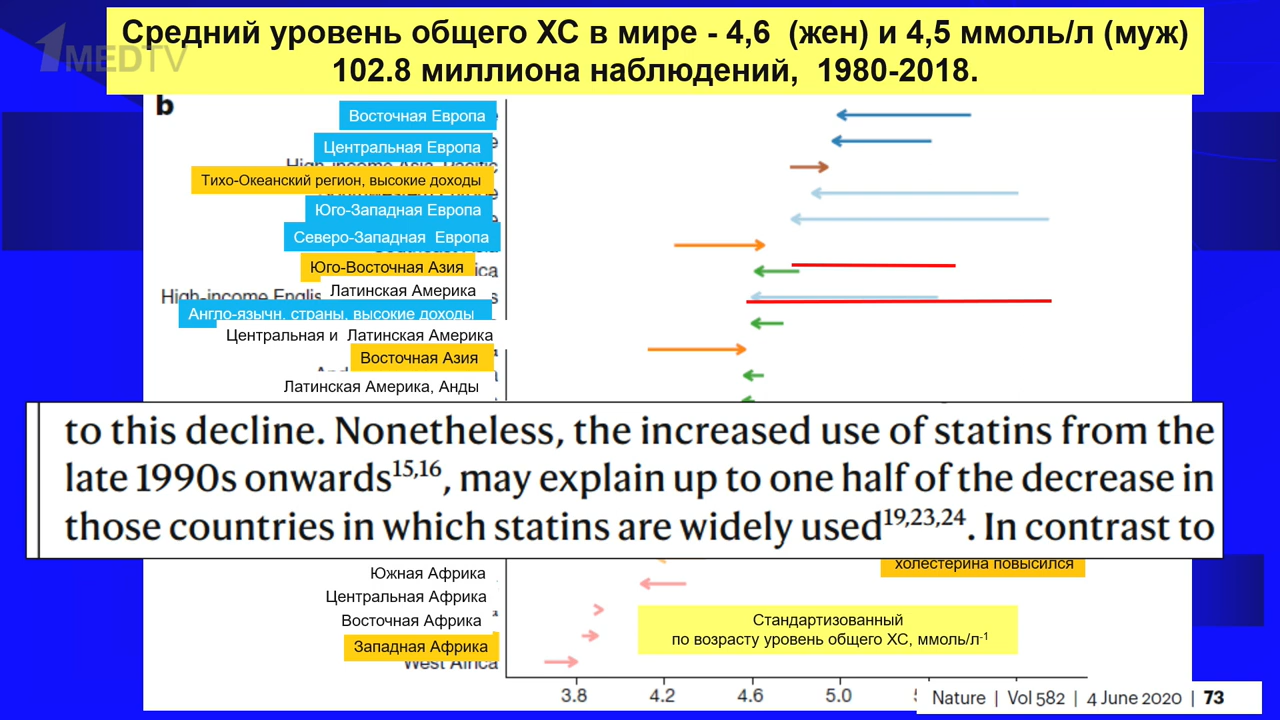 Средний уровень общего ХС в мире - 4,6 (жен) и 4,5 ммоль/л (муж)
102.8 миллиона наблюдений, 1980-2018.
1MEDTV
b
Восточная Европа
Центральная Европа
Тихо-Океанский регион, высокие доходы
Юго-Западная Европа
Северо-Западная Европа
Юго-Восточная Азия
Латинская Америка
High-income
Англо-язычн. страны, высокие доходы
Центральная и Латинская Америка
Восточная Азия
Латинская Америка, Анды
to this decline. Nonetheless, the increased use of statins from the
late 1990s onwards15,16, may explain up to one half of the decrease in
those countries in which statins are widely used19,23,24. In contrast to
холестерина повысился
Южная Африка
Центральная Африка
Восточная Африка
Западная Африка
West Africa
Стандартизованный
по возрасту уровень общего ХС, ммоль/л-1
3.8 4.2 4.6 5.0
Nature | Vol 582 | 4 June 2020 | 73